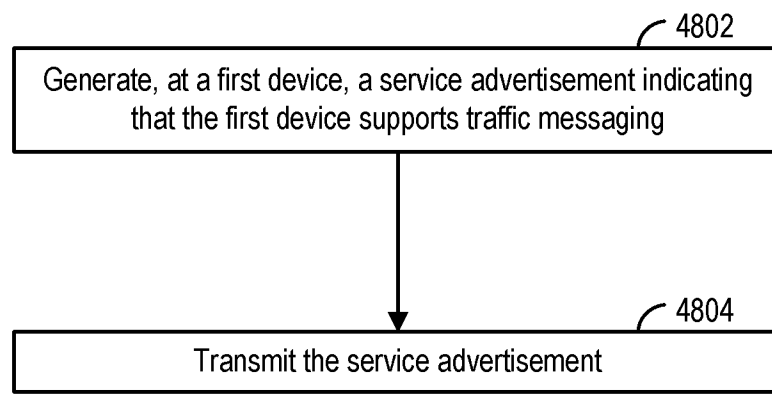 4802
Generate, at a first device, a service advertisement indicating
that the first device supports traffic messaging
4804
Transmit the service advertisement